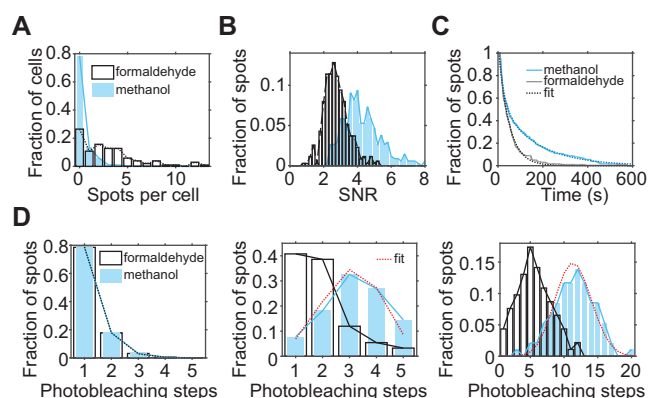 A
Fraction of cells
0.8
0.6
0.4
0.2
0
0 5 10
Spots per cell
formaldehyde
methanol
B
Fraction of spots
0.1
0.05
0
0 2 4 6 8
SNR
C
Fraction of spots
1
0.8
0.6
0.4
0.2
0
0 200 400 600
Time (s)
methanol
formaldehyde
fit
D
Fraction of spots
0.8
0.6
0.4
0.2
0
1 2 3 4 5
Photobleaching steps
formaldehyde
methanol
Fraction of spots
0.4
0.3
0.2
0.1
0
1 2 3 4 5
Photobleaching steps
fit
Fraction of spots
0.15
0.1
0.05
0
0 5 10 15 20
Photobleaching steps